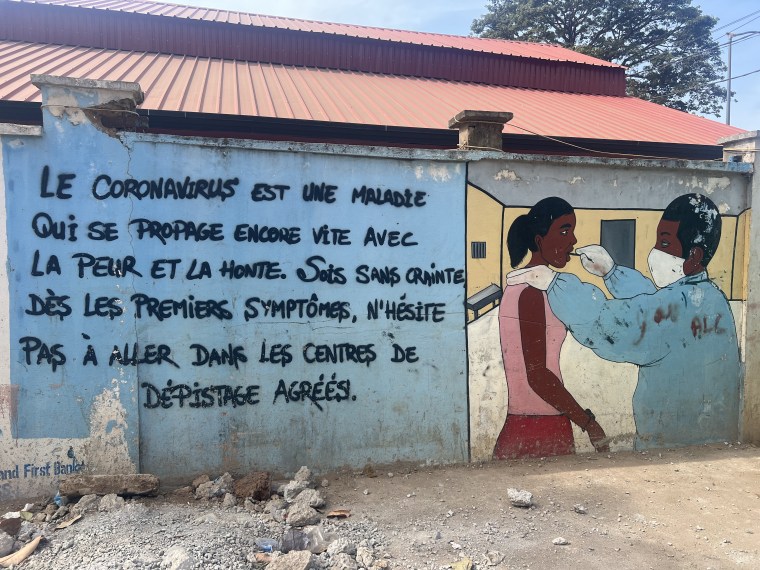 LE CORONAVIRUS EST UNE MALADIE
QUI SE PROPAGE ENCORE VITE AVEC
LA PEUR ET LA HONTE. SOIS SANS CRAINTE
DÈS LES PREMIERS SYMPTÔMES, N'HÉSITE
PAS À ALLER DANS LES CENTRES DE
DÉPISTAGE AGRÉÉS.
and First Bank